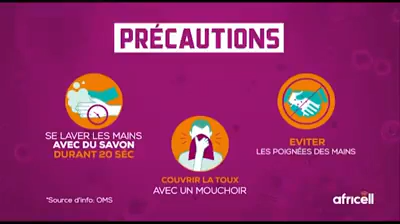 PRÉCAUTIONS
SE LAVER LES MAINS
AVEC DU SAVON
DURANT 20 SÉC
COUVRIR LA TOUX
AVEC UN MOUCHOIR
EVITER
LES POIGNÉES DES MAINS
*Source d'info: OMS
africell